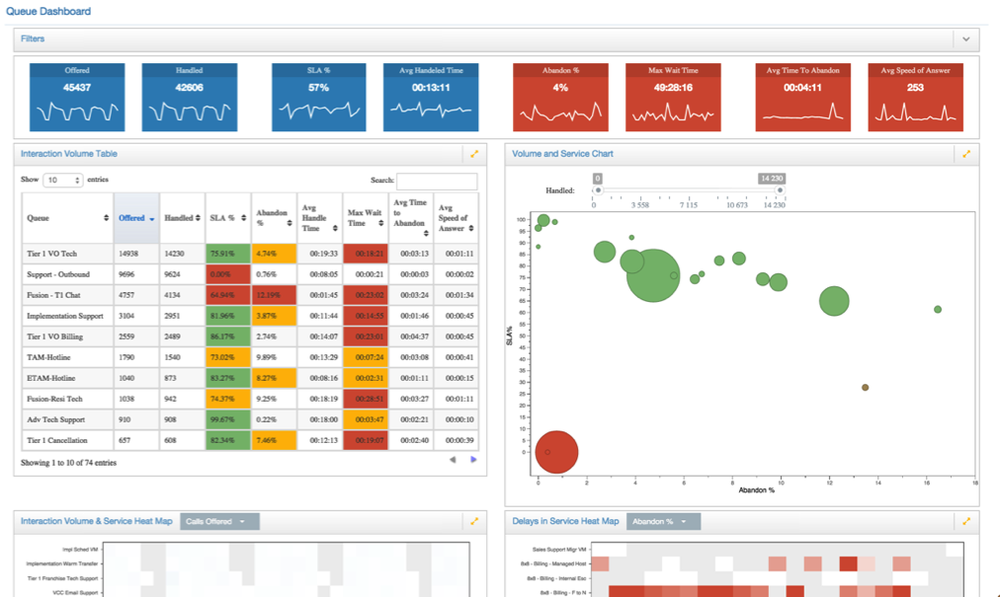 Queue Dashboard
Filters
Offered Handled SLA % Avg Handeled Time Abandon % Max Wait Time Avg Time To Abandon Avg Speed of Answer
45437 42606 57% 00:13:11 4% 49:28:16 00:04:11 253
Interaction Volume Table
Show 10 entries Search:
Queue Offered Handled SLA % Abandon % Avg Handle Time Max Wait Time Avg Time to Abandon Avg Speed of Answer
Tier 1 VO Tech 14938 14230 75.91% 4.74% 00:19:33 00:18:21 00:03:13 00:01:11
Support - Outbound 9696 9624 0.00% 0.76% 00:08:05 00:00:21 00:00:03 00:00:02
Fusion - T1 Chat 4757 4134 64.94% 12.19% 00:01:45 00:23:02 00:03:24 00:01:34
Implementation Support 3104 2951 81.96% 3.87% 00:11:44 00:14:55 00:01:46 00:00:45
Tier 1 VO Billing 2559 2489 86.17% 2.74% 00:14:07 00:23:01 00:04:37 00:00:45
TAM-Hotline 1790 1540 73.02% 9.89% 00:13:29 00:07:24 00:03:08 00:00:41
ETAM-Hotline 1040 873 83.27% 8.27% 00:08:16 00:02:31 00:01:11 00:00:15
Fusion-Resi Tech 1038 942 74.37% 9.25% 00:18:19 00:28:51 00:03:27 00:01:11
Adv Tech Support 910 908 99.67% 0.22% 00:18:00 00:03:47 00:02:21 00:00:10
Tier 1 Cancellation 657 608 82.34% 7.46% 00:12:13 00:19:07 00:02:40 00:00:39
Showing 1 to 10 of 74 entries
Volume and Service Chart
0 14 230
Handled:
0 3 558 7 115 10 673 14 230
100
95
90
85
80
75
70
65
60
55
50
45
40
35
30
25
20
15
10
5
0
SLA%
0 2 4 6 8 10 12 14 16 18
Abandon %
Interaction Volume & Service Heat Map Calls Offered
Impl Sched VM
Implementation Warm Transfer
Tier 1 Franchise Tech Support
VCC Email Support
Delays in Service Heat Map Abandon %
Sales Support Mgr VM
8x8 - Billing - Managed Host
8x8 - Billing - Internal Esc
8x8 - Billing - F to N